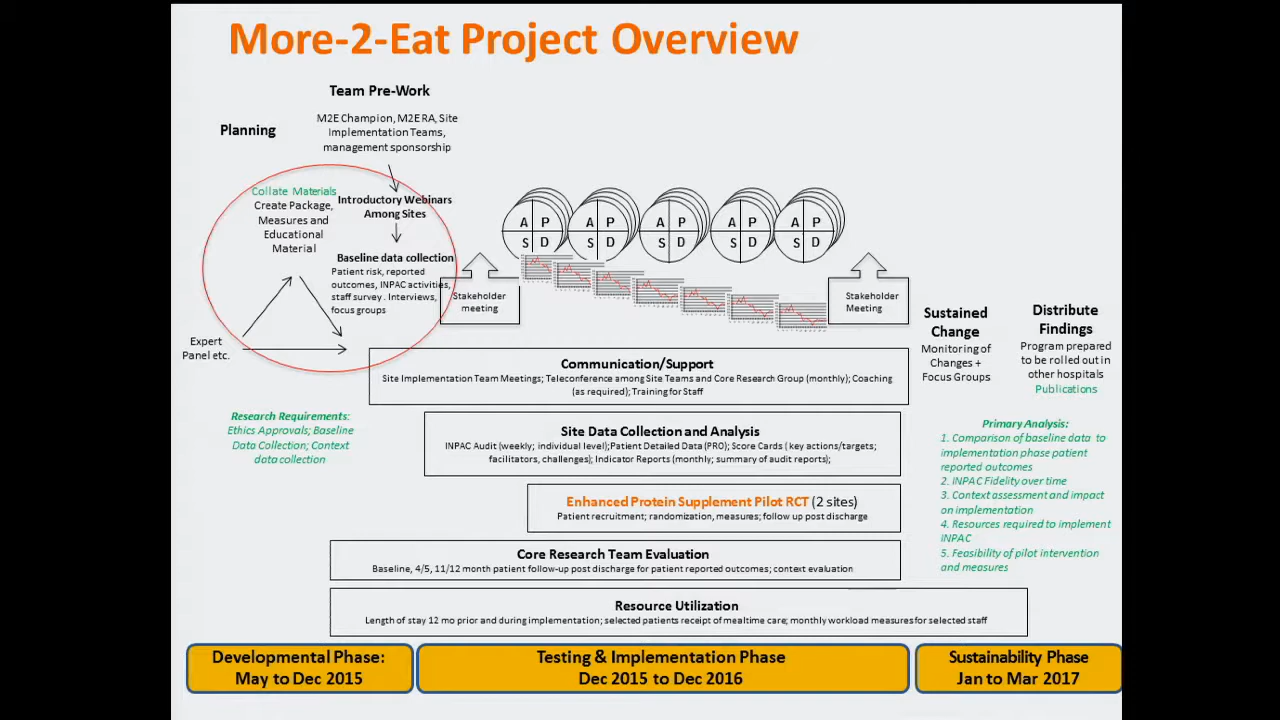 More-2-Eat Project Overview
Team Pre-Work
M2E Champion, M2E RA, Site
Implementation Teams,
management sponsorship
Planning
Collate Materials
Create Package,
Measures and
Educational
Material
Introductory Webinars
Among Sites
Baseline data collection
Patient risk, reported
outcomes, INPAC activities,
staff survey . Interviews,
focus groups
Expert
Panel etc.
A P
S D
A P
S D
A P
S D
A P
S D
A P
S D
Stakeholder
meeting
Stakeholder
Meeting
Sustained
Change
Monitoring of
Changes +
Focus Groups
Distribute
Findings
Program prepared
to be rolled out in
other hospitals
Publications
Communication/Support
Site Implementation Team Meetings; Teleconference among Site Teams and Core Research Group (monthly); Coaching
(as required); Training for Staff
Research Requirements:
Ethics Approvals; Baseline
Data Collection; Context
data collection
Site Data Collection and Analysis
INPAC Audit (weekly; individual level);Patient Detailed Data (PRO); Score Cards ( key actions/targets;
facilitators, challenges); Indicator Reports (monthly; summary of audit reports);
Enhanced Protein Supplement Pilot RCT (2 sites)
Patient recruitment; randomization, measures; follow up post discharge
Core Research Team Evaluation
Baseline, 4/5, 11/12 month patient follow-up post discharge for patient reported outcomes; context evaluation
Resource Utilization
Length of stay 12 mo prior and during implementation; selected patients receipt of mealtime care; monthly workload measures for selected staff
Primary Analysis:
1. Comparison of baseline data to
implementation phase patient
reported outcomes
2. INPAC Fidelity over time
3. Context assessment and impact
on implementation
4. Resources required to implement
INPAC
5. Feasibility of pilot intervention
and measures
Developmental Phase:
May to Dec 2015
Testing & Implementation Phase
Dec 2015 to Dec 2016
Sustainability Phase
Jan to Mar 2017